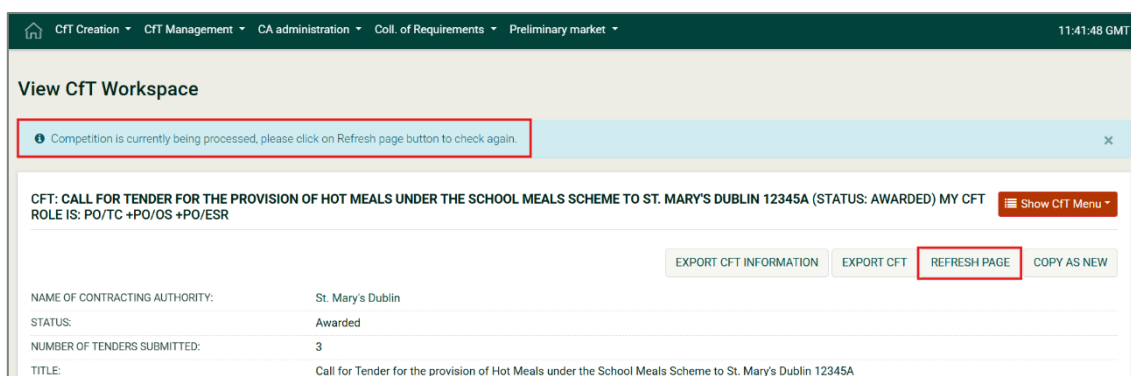 CfT Creation CfT Management CA administration Coll. of Requirements Preliminary market 11:41:48 GMT
View CfT Workspace
Competition is currently being processed, please click on Refresh page button to check again. ×
CFT: CALL FOR TENDER FOR THE PROVISION OF HOT MEALS UNDER THE SCHOOL MEALS SCHEME TO ST. MARY'S DUBLIN 12345A (STATUS: AWARDED) MY CFT
ROLE IS: PO/TC +PO/OS +PO/ESR
Show CfT Menu
EXPORT CFT INFORMATION EXPORT CFT REFRESH PAGE COPY AS NEW
NAME OF CONTRACTING AUTHORITY: St. Mary's Dublin
STATUS: Awarded
NUMBER OF TENDERS SUBMITTED: 3
TITLE: Call for Tender for the provision of Hot Meals under the School Meals Scheme to St. Mary's Dublin 12345A